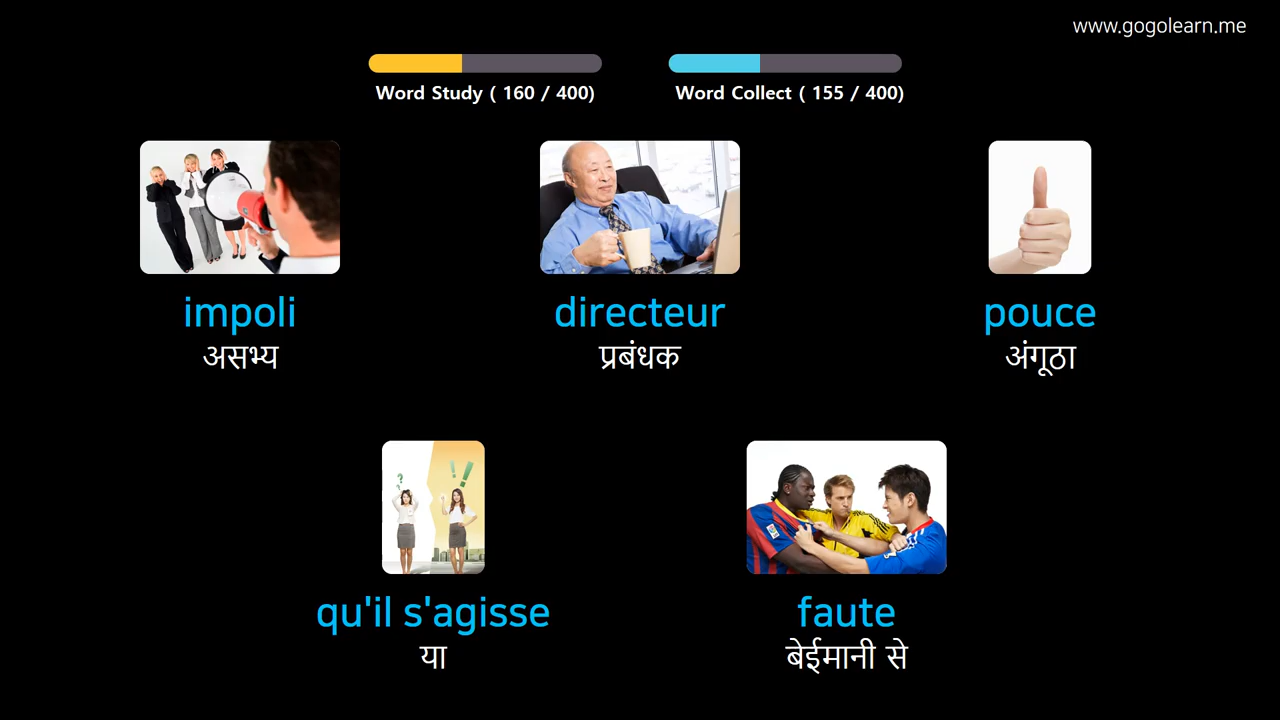 www.gogolearn.me
Word Study ( 160 / 400)
Word Collect ( 155 / 400)
impoli
असभ्य
directeur
प्रबंधक
pouce
अंगूठा
qu'il s'agisse
या
faute
बेईमानी से